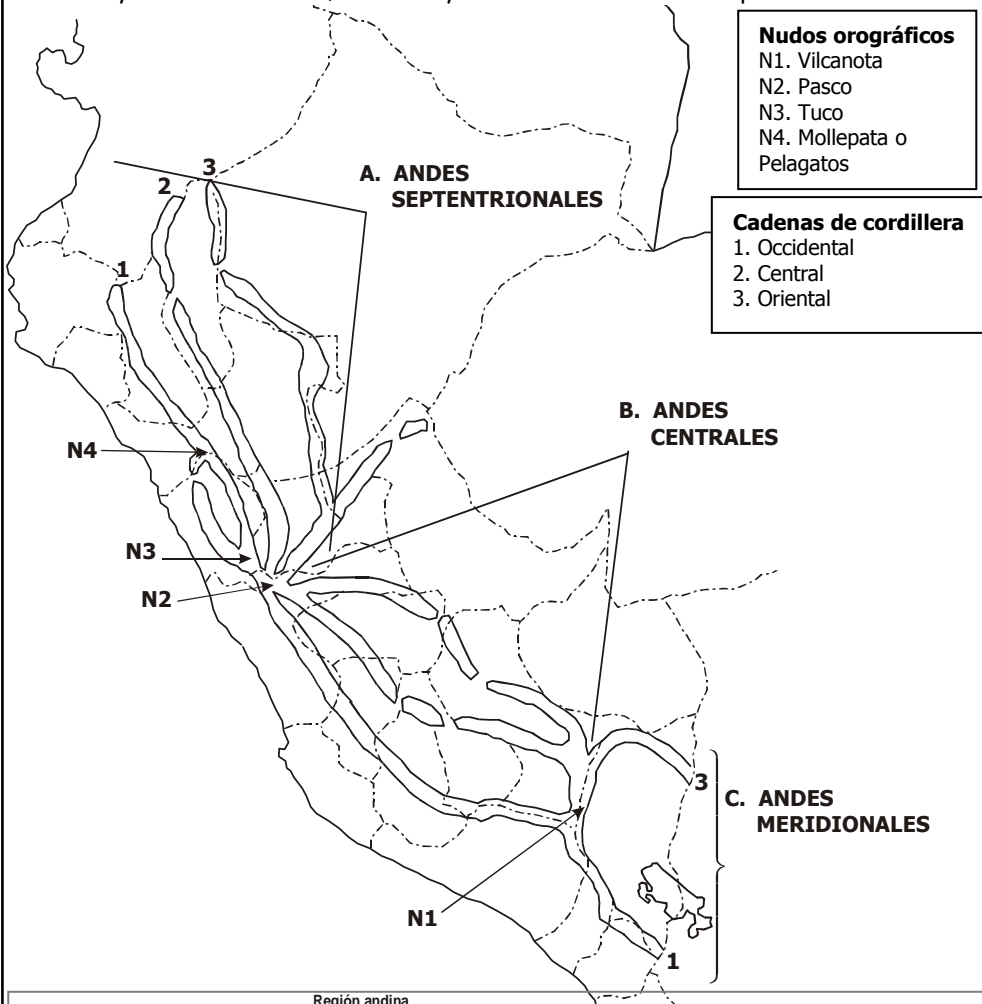 Nudos orográficos
N1. Vilcanota
N2. Pasco
N3. Tuco
N4. Mollepata o
Pelagatos
Cadenas de cordillera
1. Occidental
2. Central
3. Oriental
3
2
1
A. ANDES
SEPTENTRIONALES
B. ANDES
CENTRALES
N4
N3
N2
3
C. ANDES
MERIDIONALES
N1
1
Región andina